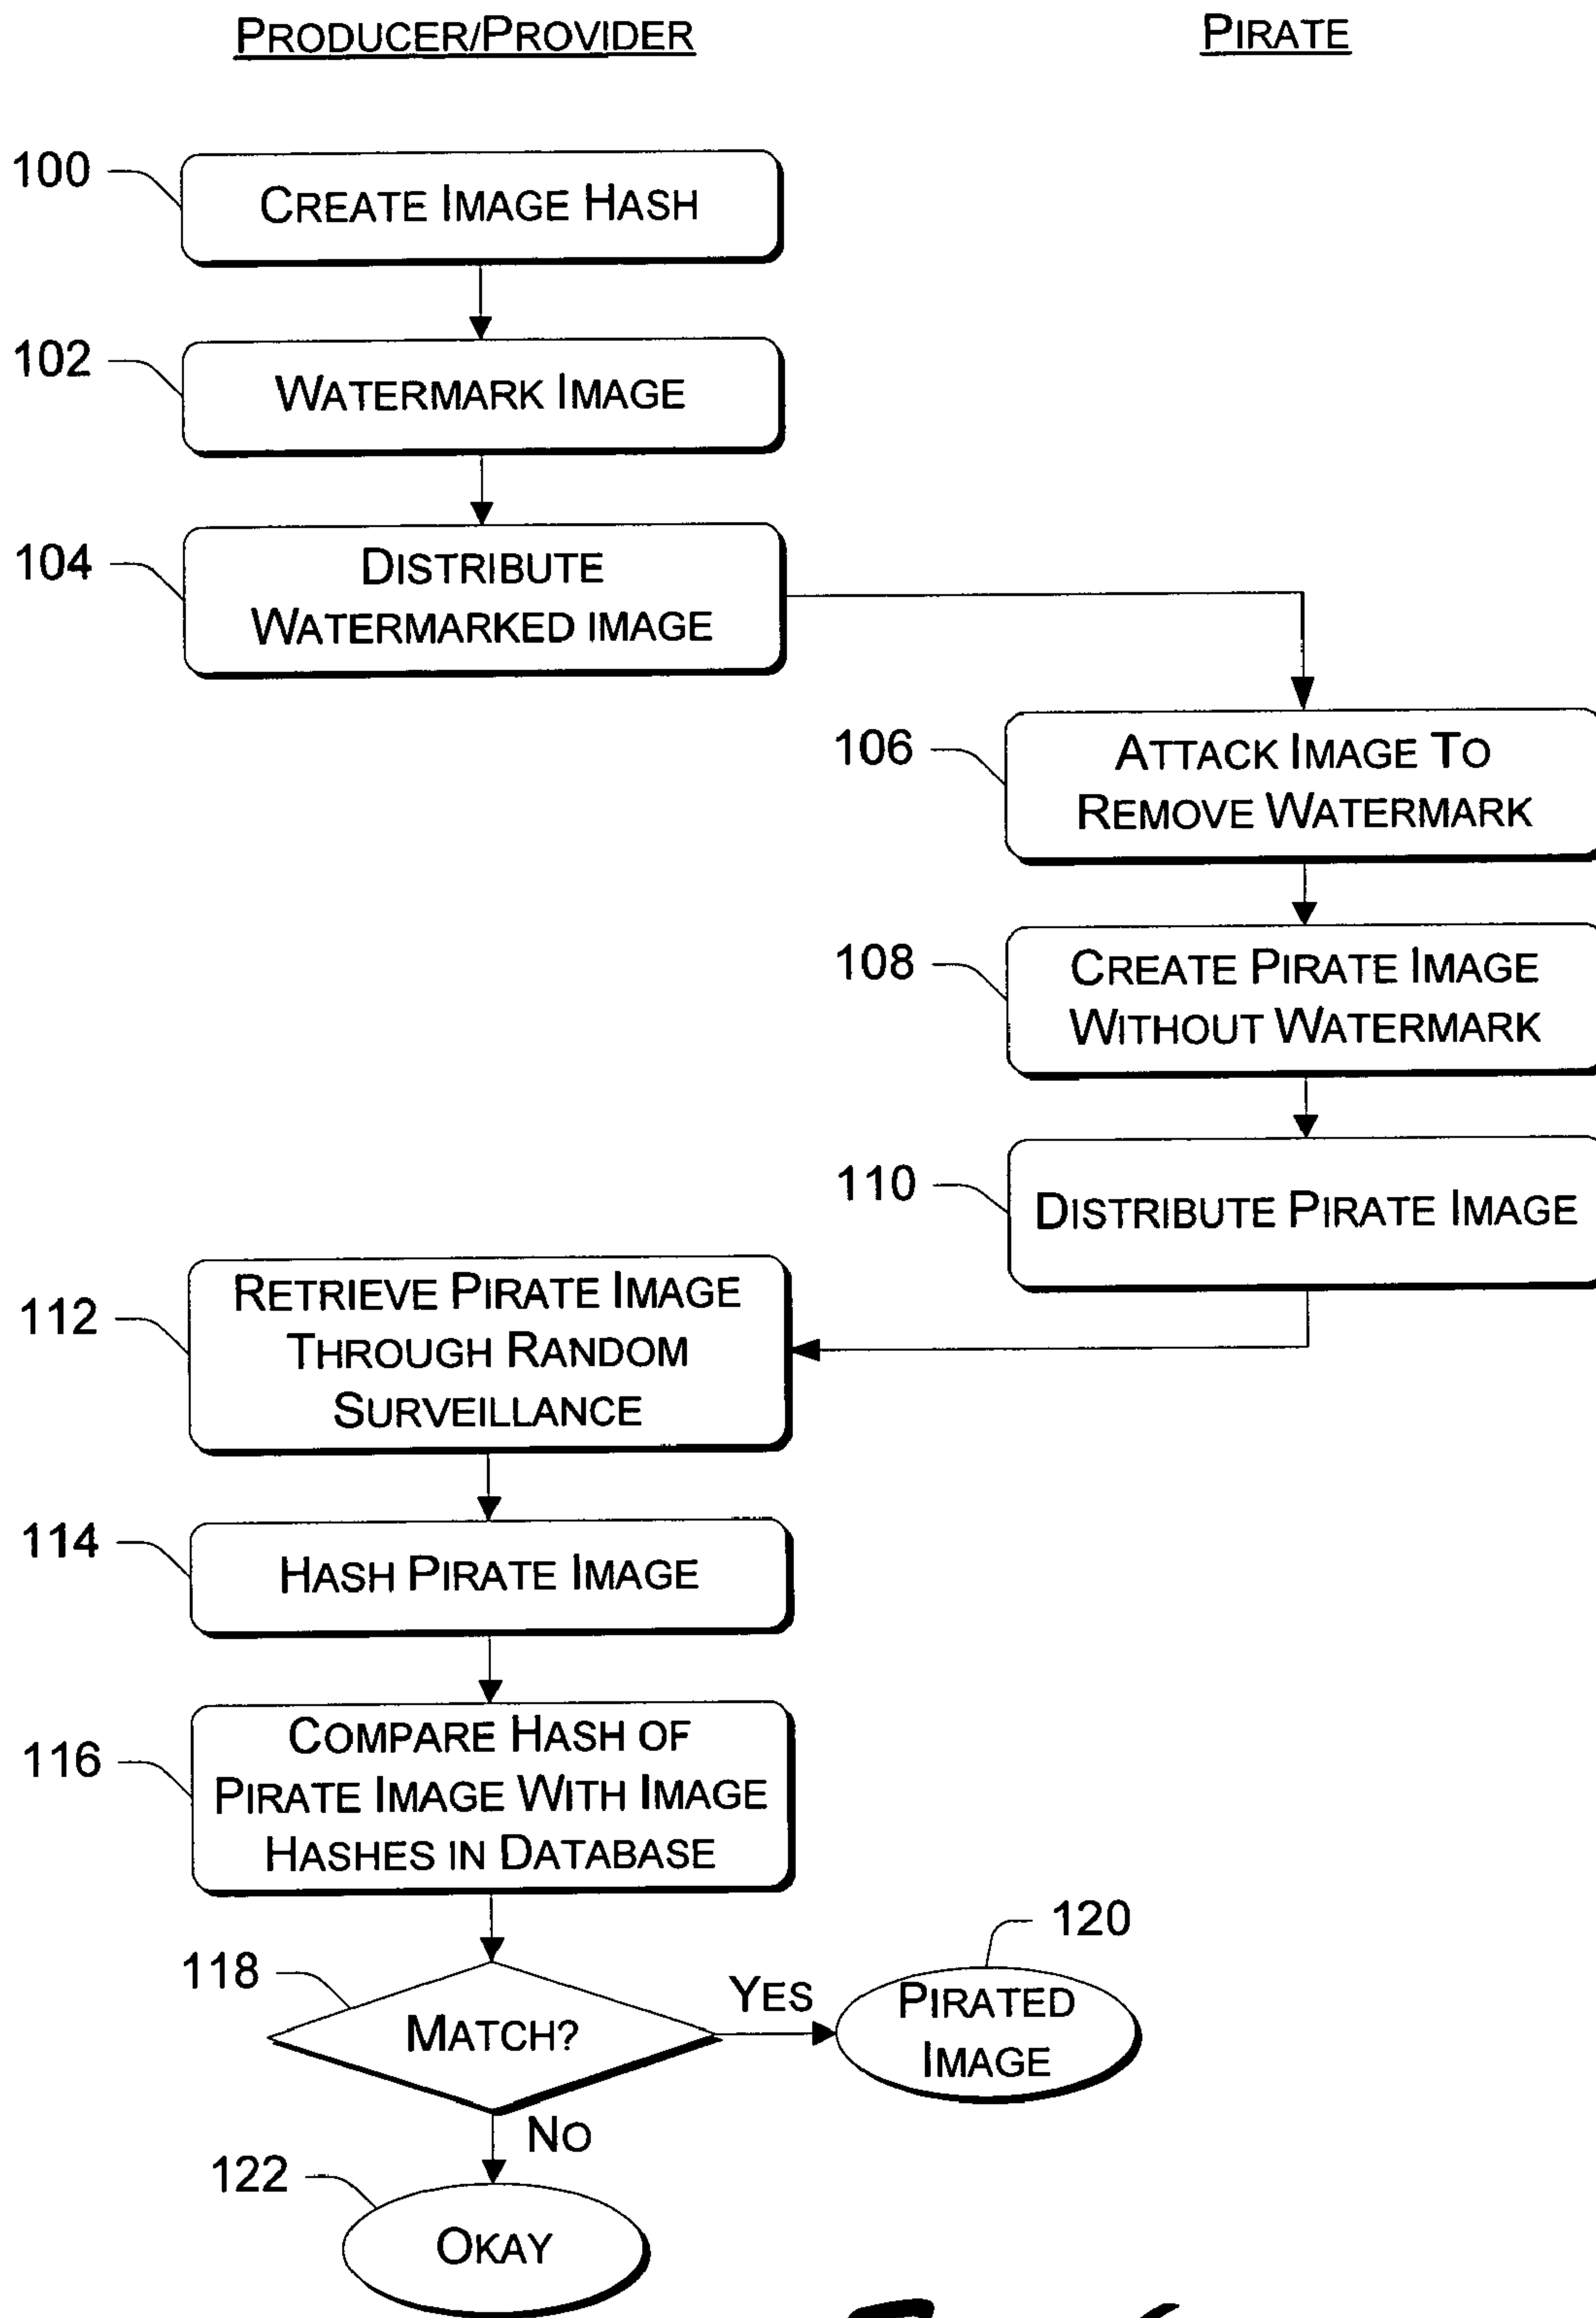 PRODUCER/PROVIDER
PIRATE
100
CREATE IMAGE HASH
102
WATERMARK IMAGE
104
DISTRIBUTE
WATERMARKED IMAGE
106
ATTACK IMAGE TO
REMOVE WATERMARK
108
CREATE PIRATE IMAGE
WITHOUT WATERMARK
110
DISTRIBUTE PIRATE IMAGE
112
RETRIEVE PIRATE IMAGE
THROUGH RANDOM
SURVEILLANCE
114
HASH PIRATE IMAGE
116
COMPARE HASH OF
PIRATE IMAGE WITH IMAGE
HASHES IN DATABASE
118
MATCH?
YES
120
PIRATED
IMAGE
NO
122
OKAY